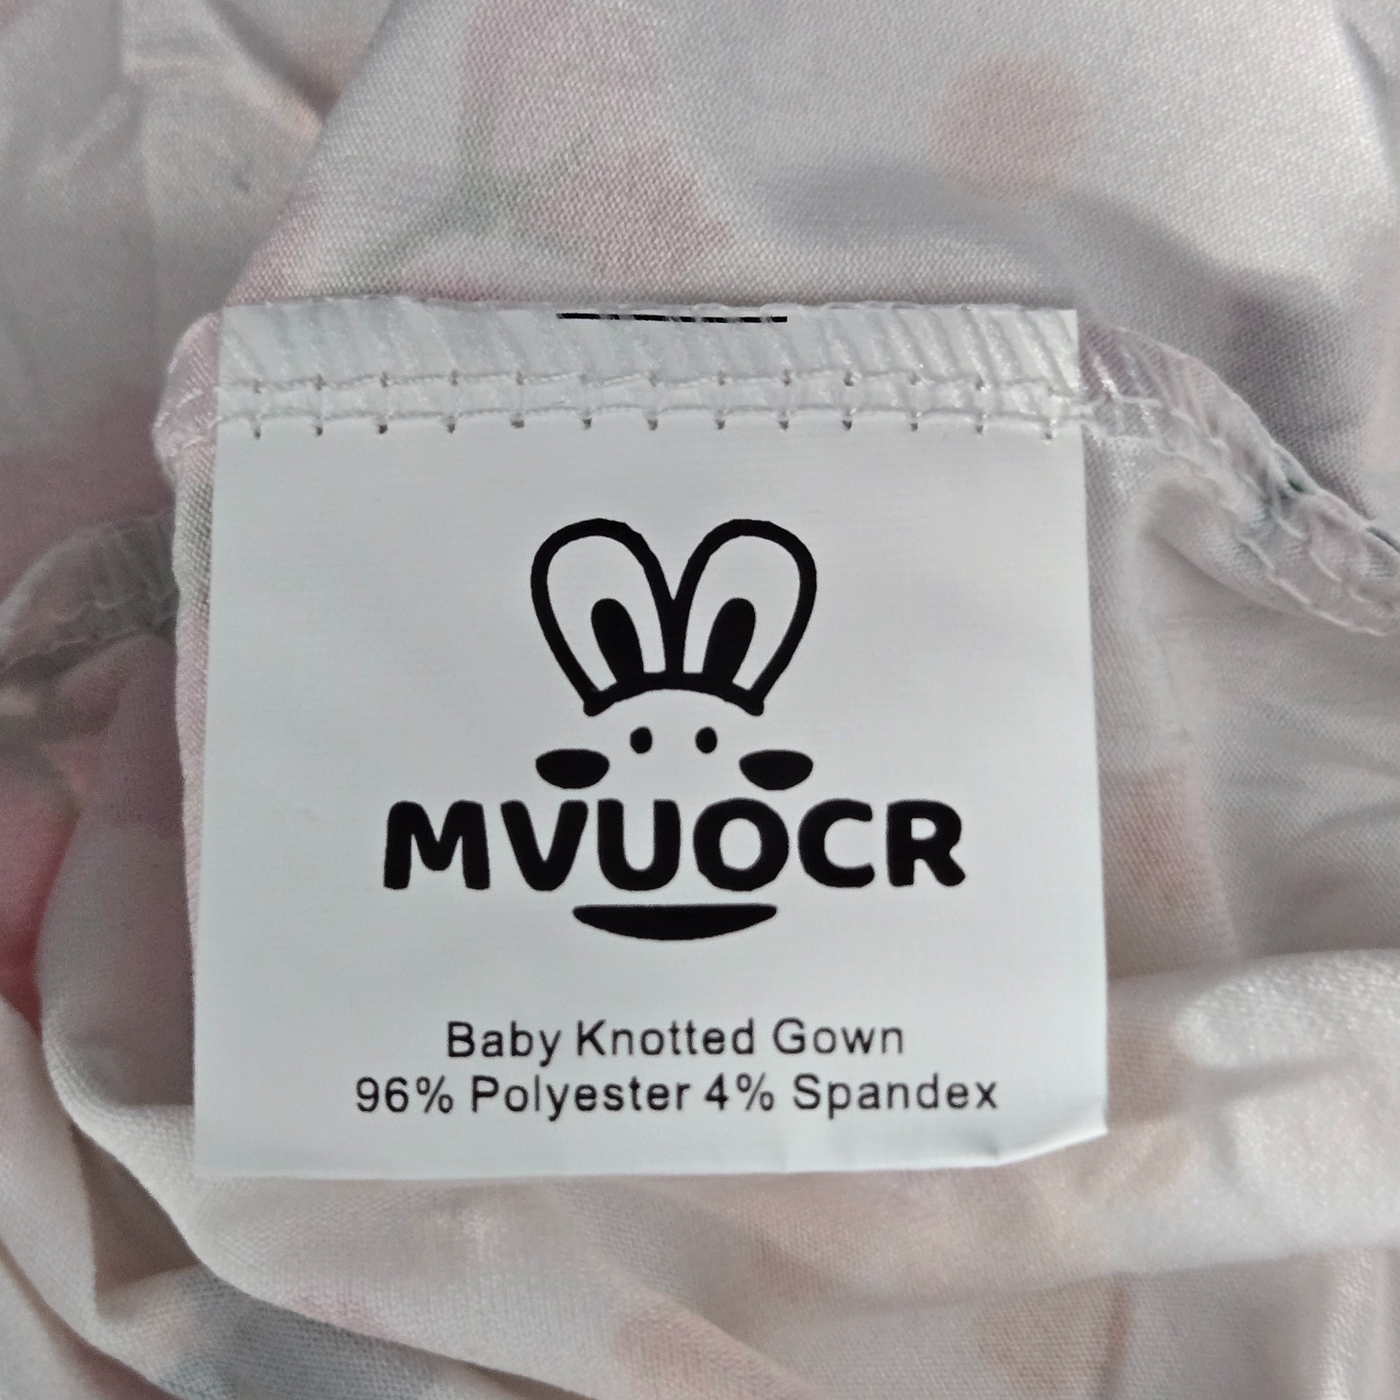 MVUOCR
Baby Knotted Gown
96% Polyester 4% Spandex